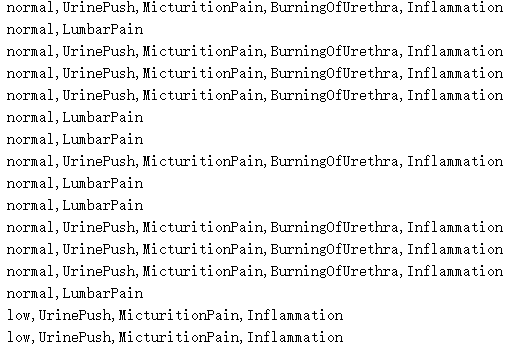 normal,UrinePush,MicturitionPain,BurningOfUrethra,Inflammation
normal,LumbarPain
normal,UrinePush,MicturitionPain,BurningOfUrethra,Inflammation
normal,UrinePush,MicturitionPain,BurningOfUrethra,Inflammation
normal,UrinePush,MicturitionPain,BurningOfUrethra,Inflammation
normal,LumbarPain
normal,LumbarPain
normal,UrinePush,MicturitionPain,BurningOfUrethra,Inflammation
normal,LumbarPain
normal,LumbarPain
normal,UrinePush,MicturitionPain,BurningOfUrethra,Inflammation
normal,UrinePush,MicturitionPain,BurningOfUrethra,Inflammation
normal,UrinePush,MicturitionPain,BurningOfUrethra,Inflammation
normal,LumbarPain
low,UrinePush,MicturitionPain,Inflammation
low,UrinePush,MicturitionPain,Inflammation